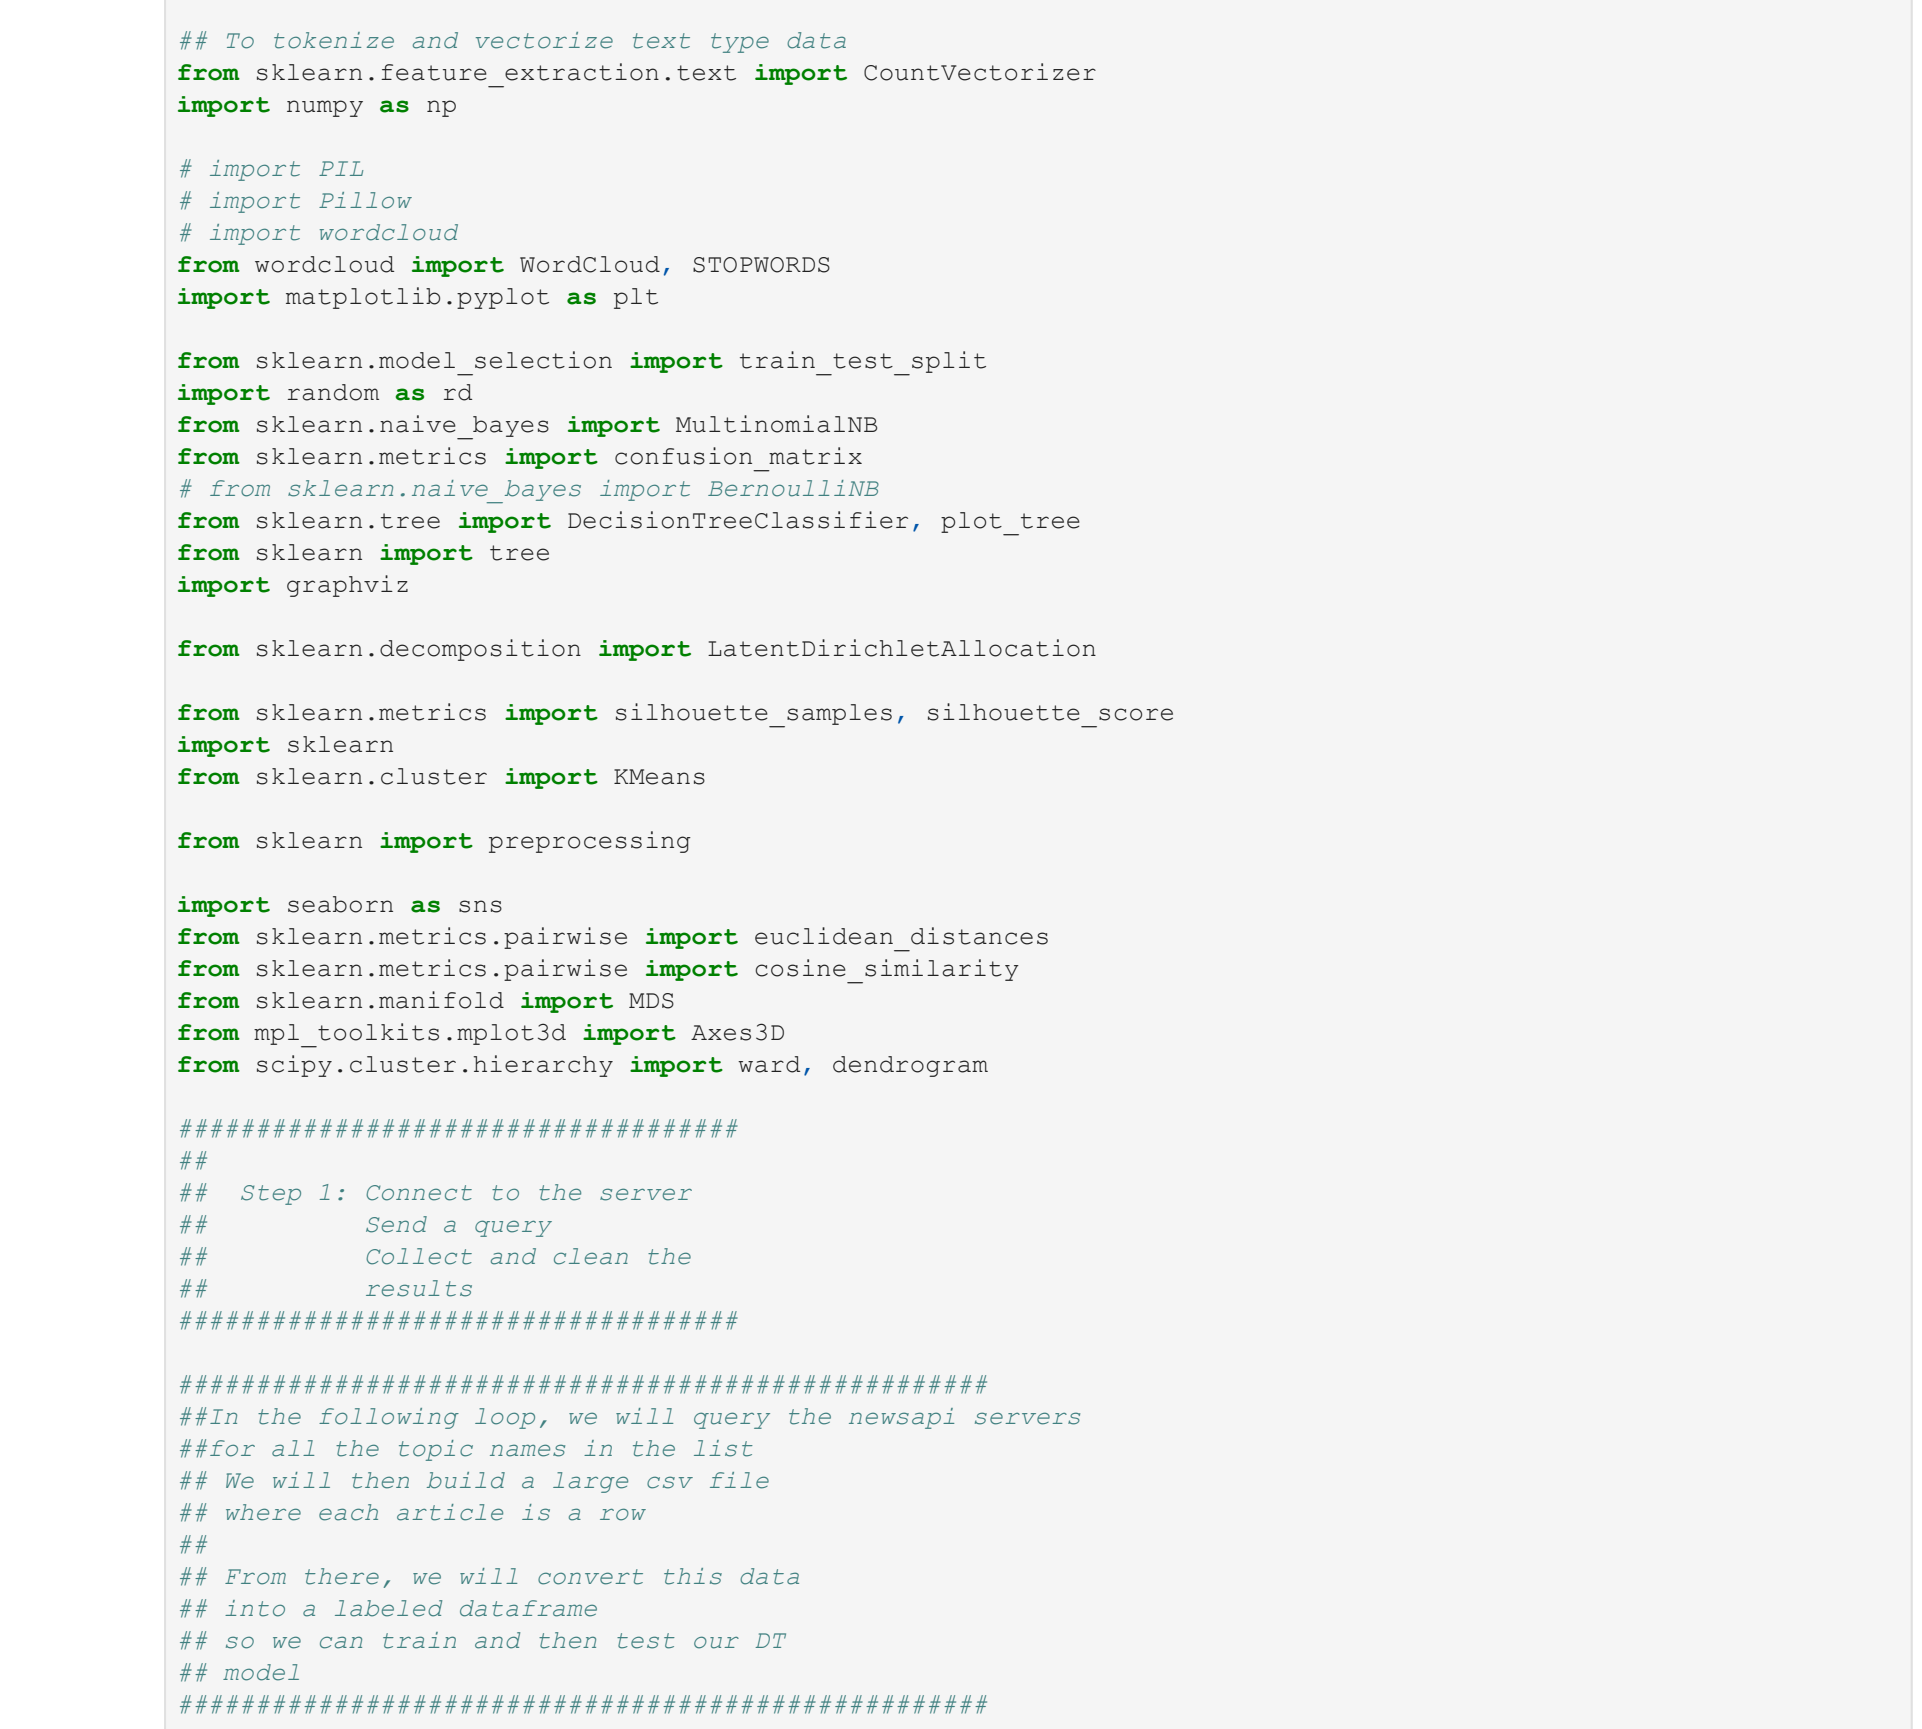 ## To tokenize and vectorize text type data
from sklearn.feature_extraction.text import CountVectorizer
import numpy as np

# import PIL
# import Pillow
# import wordcloud
from wordcloud import WordCloud, STOPWORDS
import matplotlib.pyplot as plt

from sklearn.model_selection import train_test_split
import random as rd
from sklearn.naive_bayes import MultinomialNB
from sklearn.metrics import confusion_matrix
# from sklearn.naive_bayes import BernoulliNB
from sklearn.tree import DecisionTreeClassifier, plot_tree
from sklearn import tree
import graphviz

from sklearn.decomposition import LatentDirichletAllocation

from sklearn.metrics import silhouette_samples, silhouette_score
import sklearn
from sklearn.cluster import KMeans

from sklearn import preprocessing

import seaborn as sns
from sklearn.metrics.pairwise import euclidean_distances
from sklearn.metrics.pairwise import cosine_similarity
from sklearn.manifold import MDS
from mpl_toolkits.mplot3d import Axes3D
from scipy.cluster.hierarchy import ward, dendrogram

####################################
##
##  Step 1: Connect to the server
##          Send a query
##          Collect and clean the
##          results
####################################

####################################################
##In the following loop, we will query the newsapi servers
##for all the topic names in the list
## We will then build a large csv file
## where each article is a row
##
## From there, we will convert this data
## into a labeled dataframe
## so we can train and then test our DT
## model
####################################################